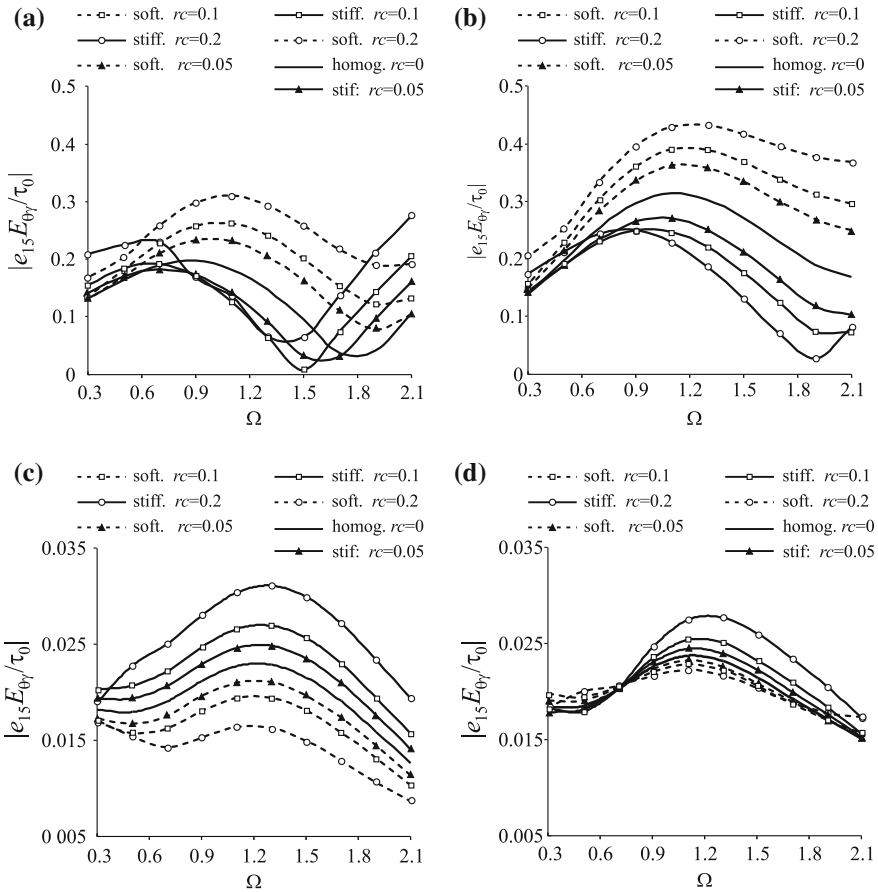 (a)
soft. rc=0.1
stiff. rc=0.1
stiff. rc=0.2
soft. rc=0.2
soft. rc=0.05
homog. rc=0
stif: rc=0.05
|e15Eθγ/τ0|
0.5
0.4
0.3
0.2
0.1
0
0.3 0.6 0.9 1.2 1.5 1.8 2.1
Ω
(b)
soft. rc=0.1
stiff. rc=0.1
stiff. rc=0.2
soft. rc=0.2
soft. rc=0.05
homog. rc=0
stif: rc=0.05
|e15Eθγ/τ0|
0.5
0.4
0.3
0.2
0.1
0
0.3 0.6 0.9 1.2 1.5 1.8 2.1
Ω
(c)
soft. rc=0.1
stiff. rc=0.1
stiff. rc=0.2
soft. rc=0.2
soft. rc=0.05
homog. rc=0
stif: rc=0.05
|e15Eθγ/τ0|
0.035
0.025
0.015
0 005
0.3 0.6 0.9 1.2 1.5 1.8 2.1
Ω
(d)
soft. rc=0.1
stiff. rc=0.1
stiff. rc=0.2
soft. rc=0.2
soft. rc=0.05
homog. rc=0
stif: rc=0.05
|e15Eθγ/τ0|
0.035
0.025
0.015
0.005
0.3 0.6 0.9 1.2 1.5 1.8 2.1
Ω